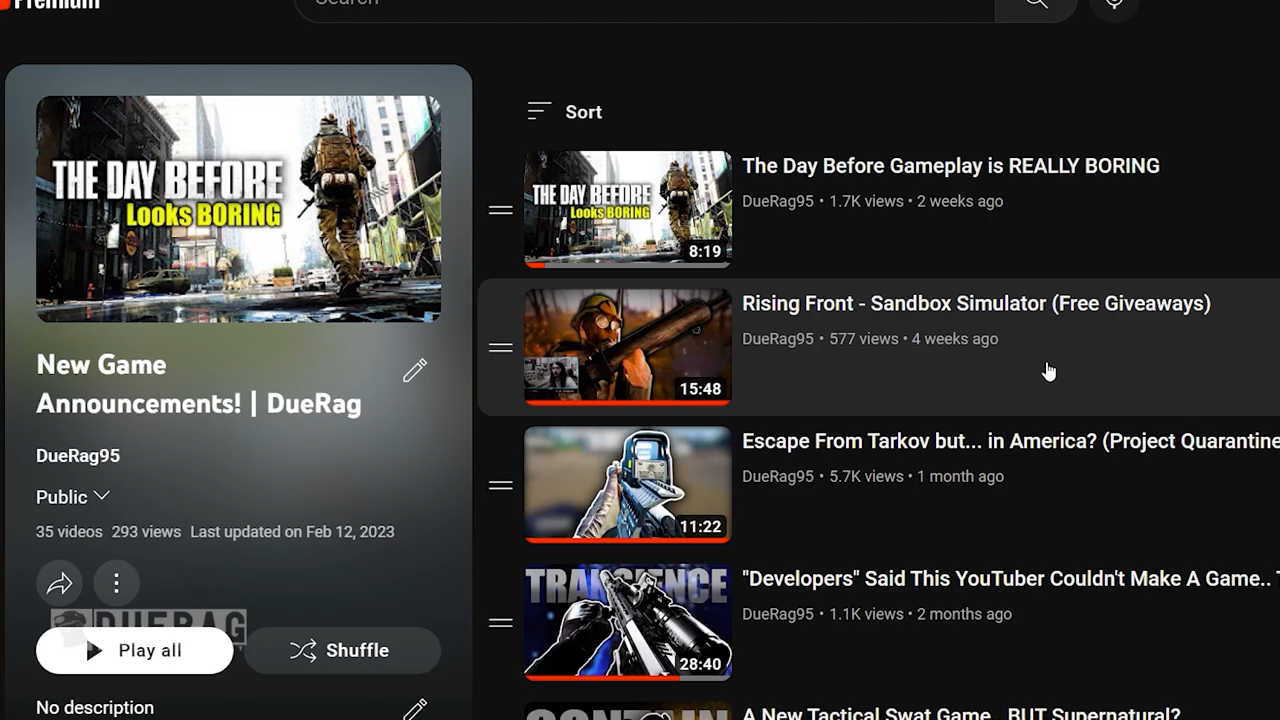 Premium
Search
THE DAY BEFORE
Looks BORING
New Game
Announcements! | DueRag
DueRag95
Public
35 videos 293 views Last updated on Feb 12, 2023
DUERAG
Play all
Shuffle
No description
Sort
THE DAY BEFORE
Looks BORING
8:19
The Day Before Gameplay is REALLY BORING
DueRag95 • 1.7K views • 2 weeks ago
15:48
Rising Front - Sandbox Simulator (Free Giveaways)
DueRag95 • 577 views • 4 weeks ago
11:22
Escape From Tarkov but... in America? (Project Quarantine
DueRag95 • 5.7K views • 1 month ago
TRANSIENCE
28:40
"Developers" Said This YouTuber Couldn't Make A Game..
DueRag95 • 1.1K views • 2 months ago
A New Tactical Swat Game.. BUT Supernatural?